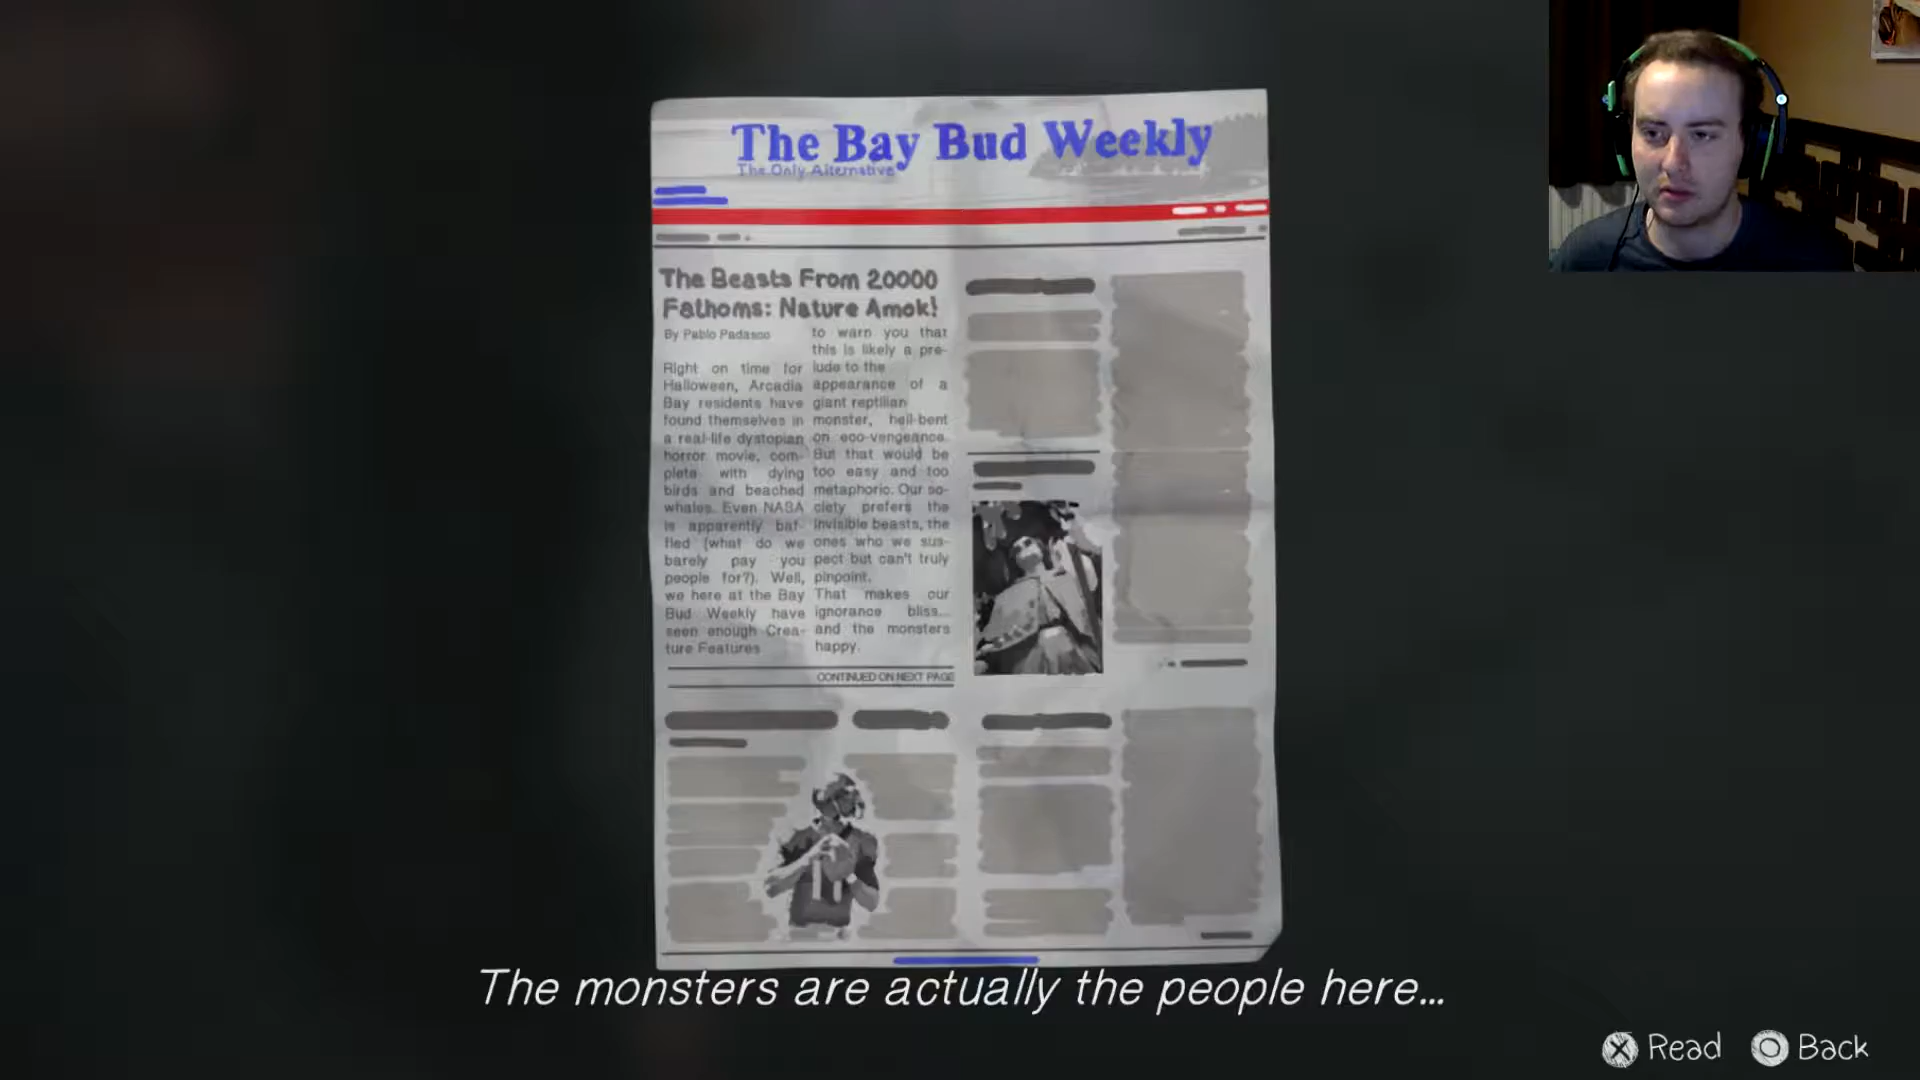 The Bay Bud Weekly
The Only Alternative
The Beasts From 20000
Fathoms: Nature Amok!
By Pablo Padasco
Right on time for
Halloween, Arcadia
Bay residents have
found themselves in
a real-life dystopian
horror movie, com-
plete with dying
birds and beached
whales. Even NASA
is apparently baf-
fled (what do we
barely pay you
people for?). Well,
we here at the Bay
Bud Weekly have
seen enough Crea-
ture Features
to warn you that
this is likely a pre-
lude to the
appearance of a
giant reptilian
monster, hell-bent
on eco-vengeance.
But that would be
too easy and too
metaphoric. Our so-
ciety prefers the
invisible beasts, the
ones who we sus-
pect but can't truly
pinpoint.
That makes our
ignorance bliss...
and the monsters
happy.
CONTINUED ON NEXT PAGE
The monsters are actually the people here...
Read
Back